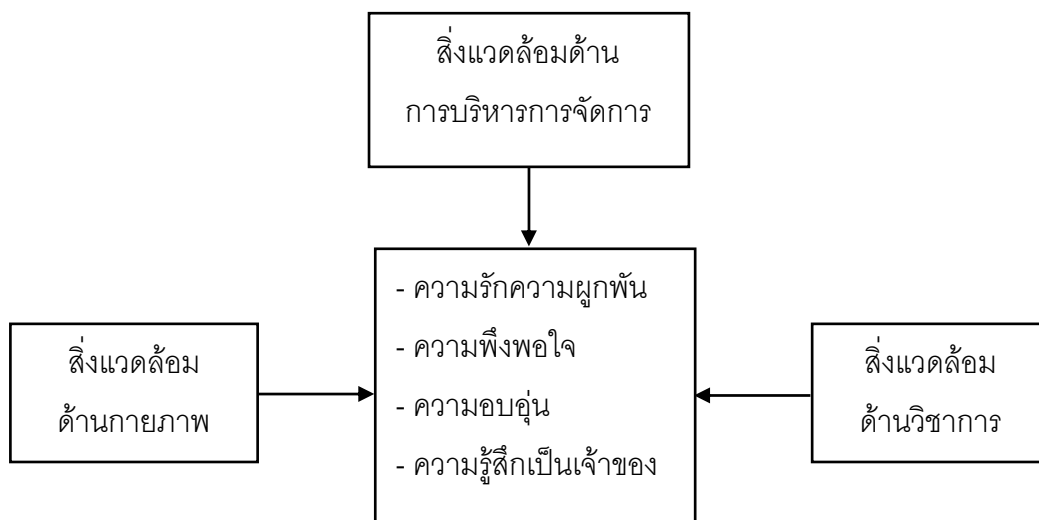 สิ่งแวดล้อมด้าน
การบริหารการจัดการ
- ความรักความผูกพัน
- ความพึงพอใจ
- ความอบอุ่น
- ความรู้สึกเป็นเจ้าของ
สิ่งแวดล้อม
ด้านกายภาพ
สิ่งแวดล้อม
ด้านวิชาการ